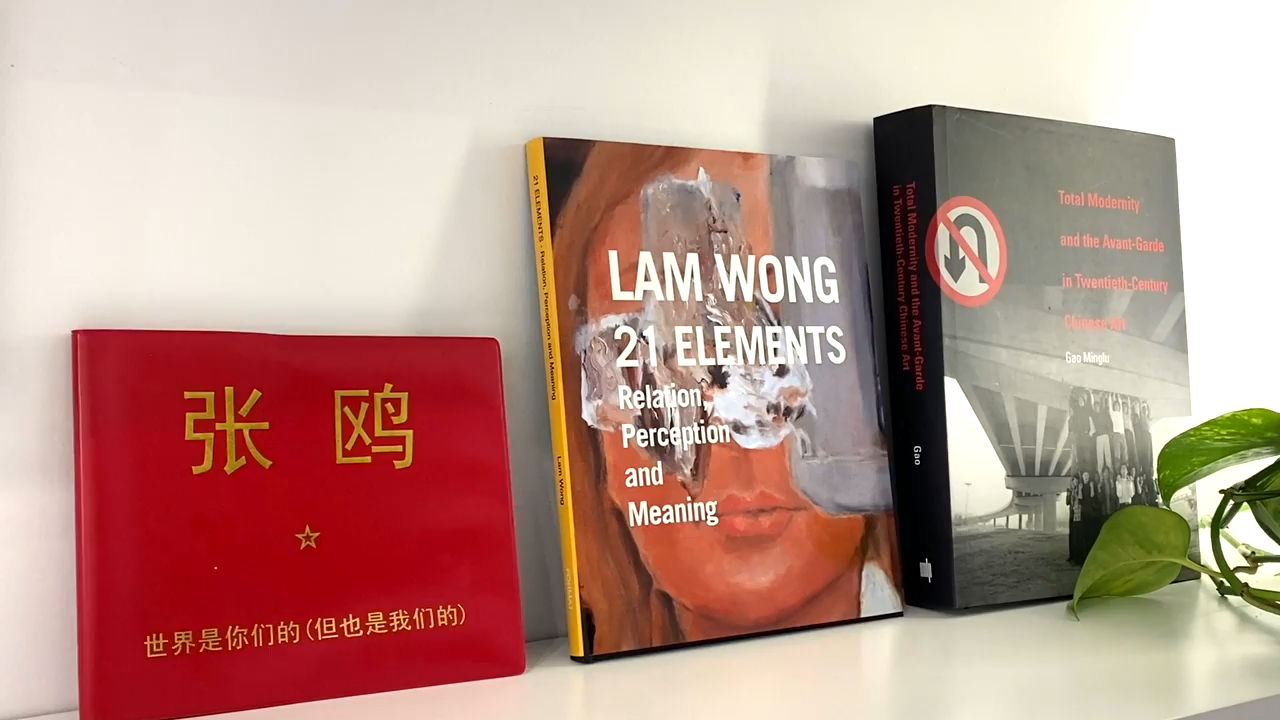 张 鸥
世界是你们的(但也是我们的)
21 ELEMENTS - Relation, Perception and Meaning
Lam Wong
LAM WONG
21 ELEMENTS
Relation,
Perception
and
Meaning
Total Modernity and the Avant-Garde
in Twentieth-Century Chinese Art
Gao
Total Modernity
and the Avant-Garde
in Twentieth-Century
Chinese Art
Gao Minglu